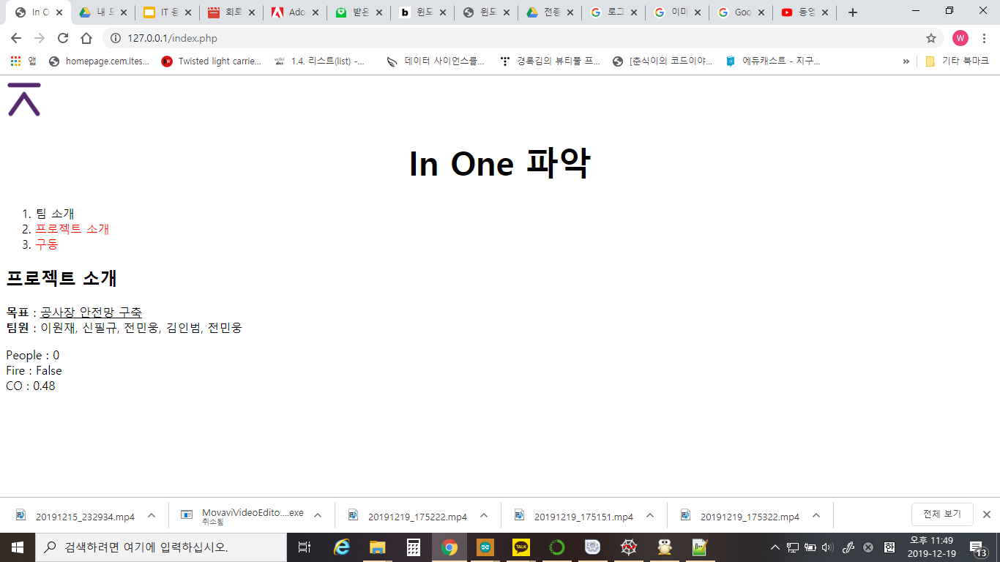 In O
내 드
IT 융
회로
Ado
받은
윈도
윈도
전종
로그
이미
Goo
동영
127.0.0.1/index.php
W
앱
homepage.cem.ites...
Twisted light carrie...
wiki
1.4. 리스트(list) -...
데이터 사이언스를...
경록김의 뷰티풀 프...
[춘식이의 코드이야...
에듀캐스트 - 지구...
»
기타 북마크
In One 파악
1. 팀 소개
2. 프로젝트 소개
3. 구동
프로젝트 소개
목표 : 공사장 안전망 구축
팀원 : 이원재, 신필규, 전민웅, 김인범, 전민웅
People : 0
Fire : False
CO : 0.48
20191215_232934.mp4
MovaviVideoEdito....exe
취소됨
20191219_175222.mp4
20191219_175151.mp4
20191219_175322.mp4
전체 보기
검색하려면 여기에 입력하십시오.
TALK
한
오후 11:49
2019-12-19
13